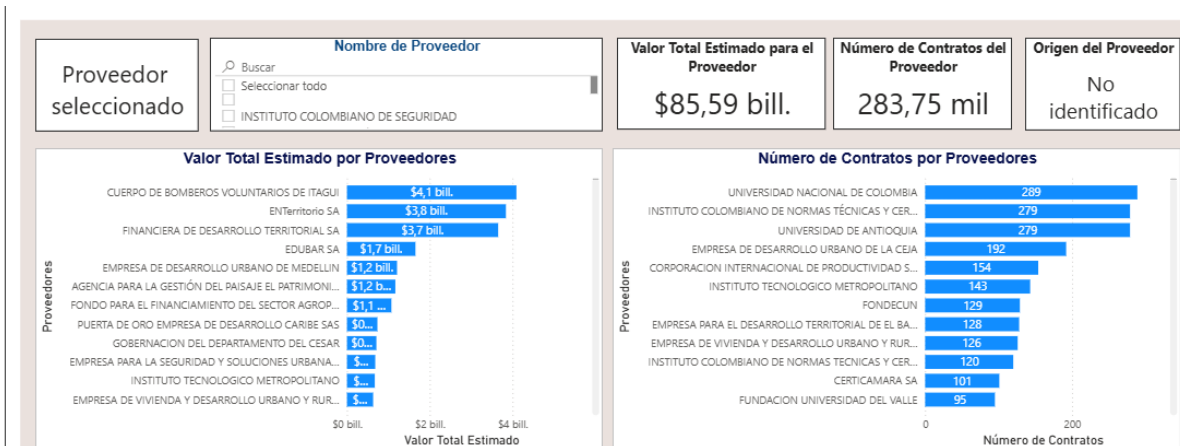 Proveedor
seleccionado
Nombre de Proveedor
Buscar
Seleccionar todo
INSTITUTO COLOMBIANO DE SEGURIDAD
Valor Total Estimado para el
Proveedor
$85,59 bill.
Número de Contratos del
Proveedor
283,75 mil
Origen del Proveedor
No
identificado
Valor Total Estimado por Proveedores
Proveedores
CUERPO DE BOMBEROS VOLUNTARIOS DE ITAGUI $4,1 bill.
ENTerritorio SA $3,8 bill.
FINANCIERA DE DESARROLLO TERRITORIAL SA $3,7 bill.
EDUBAR SA $1,7 bill.
EMPRESA DE DESARROLLO URBANO DE MEDELLIN $1,2 bill.
AGENCIA PARA LA GESTIÓN DEL PAISAJE EL PATRIMONI... $1,2 b...
FONDO PARA EL FINANCIAMIENTO DEL SECTOR AGROP... $1,1 ...
PUERTA DE ORO EMPRESA DE DESARROLLO CARIBE SAS $0...
GOBERNACION DEL DEPARTAMENTO DEL CESAR $0...
EMPRESA PARA LA SEGURIDAD Y SOLUCIONES URBANA... $...
INSTITUTO TECNOLOGICO METROPOLITANO $...
EMPRESA DE VIVIENDA Y DESARROLLO URBANO Y RUR... $...
$0 bill. $2 bill. $4 bill.
Valor Total Estimado
Número de Contratos por Proveedores
Proveedores
UNIVERSIDAD NACIONAL DE COLOMBIA 289
INSTITUTO COLOMBIANO DE NORMAS TÉCNICAS Y CER... 279
UNIVERSIDAD DE ANTIOQUIA 279
EMPRESA DE DESARROLLO URBANO DE LA CEJA 192
CORPORACION INTERNACIONAL DE PRODUCTIVIDAD S... 154
INSTITUTO TECNOLOGICO METROPOLITANO 143
FONDECUN 129
EMPRESA PARA EL DESARROLLO TERRITORIAL DE EL BA... 128
EMPRESA DE VIVIENDA Y DESARROLLO URBANO Y RUR... 126
INSTITUTO COLOMBIANO DE NORMAS TECNICAS Y CER... 120
CERTICAMARA SA 101
FUNDACION UNIVERSIDAD DEL VALLE 95
0 200
Número de Contratos